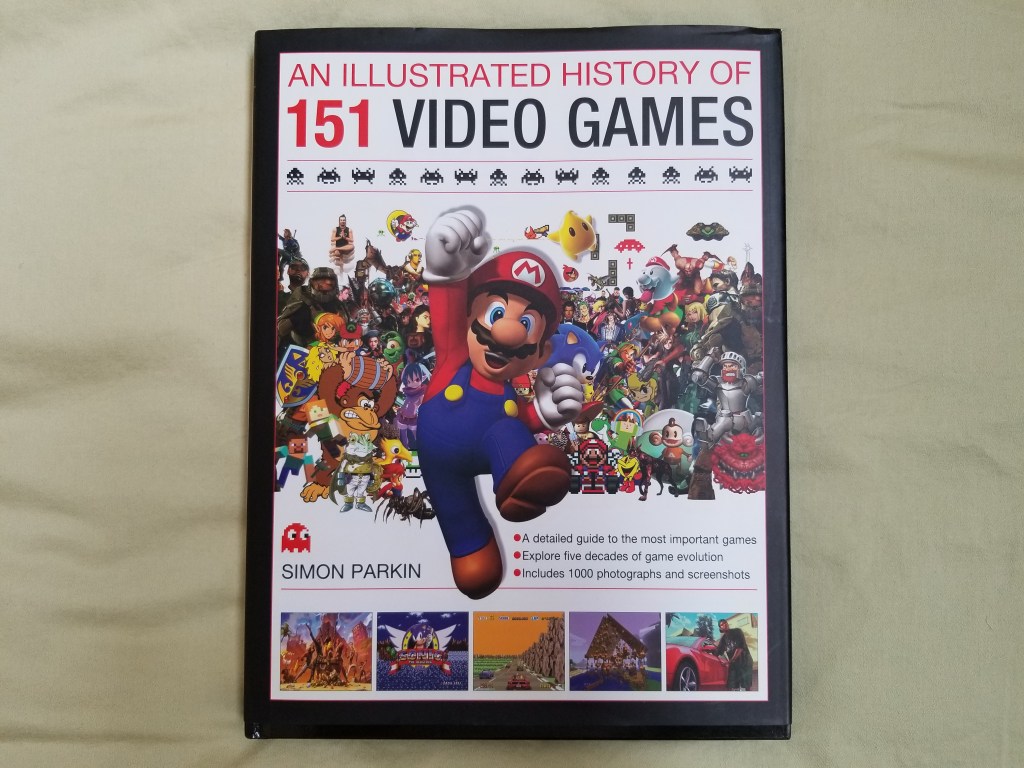 AN ILLUSTRATED HISTORY OF
151 VIDEO GAMES
M
● A detailed guide to the most important games
● Explore five decades of game evolution
● Includes 1000 photographs and screenshots
SIMON PARKIN
SONIC